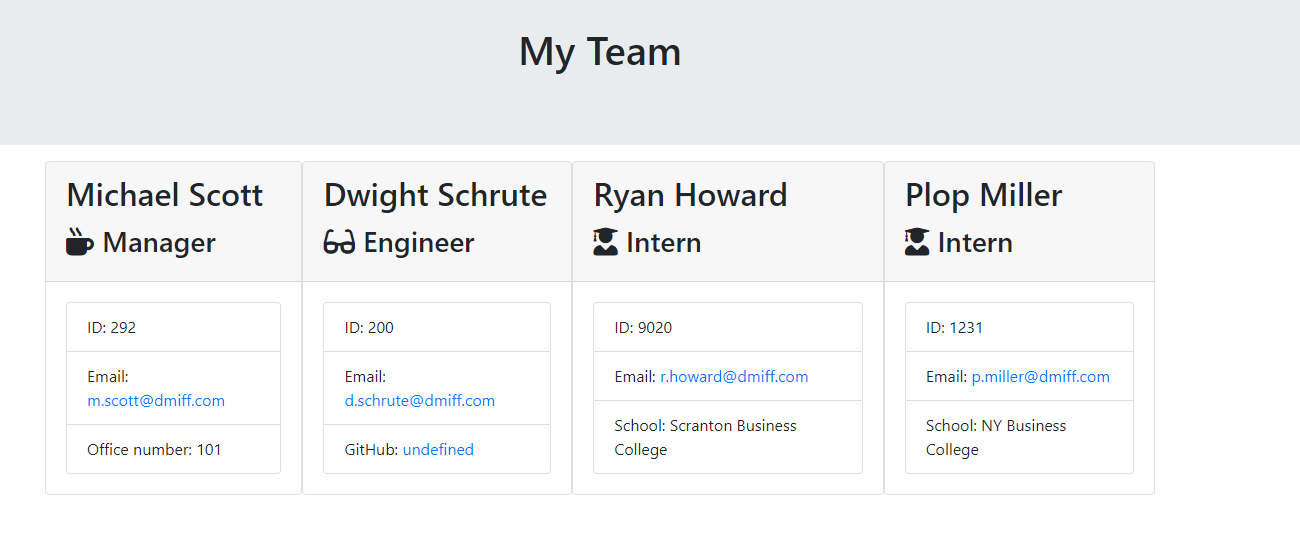 My Team
Michael Scott
Manager
ID: 292
Email:
m.scott@dmiff.com
Office number: 101
Dwight Schrute
Engineer
ID: 200
Email:
d.schrute@dmiff.com
GitHub: undefined
Ryan Howard
Intern
ID: 9020
Email: r.howard@dmiff.com
School: Scranton Business
College
Plop Miller
Intern
ID: 1231
Email: p.miller@dmiff.com
School: NY Business
College